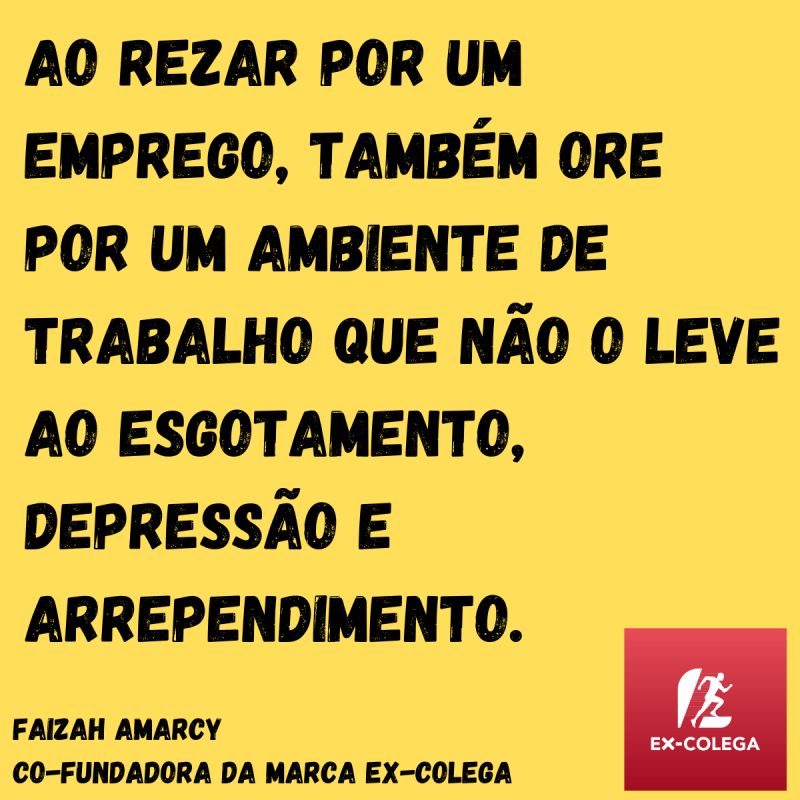 AO REZAR POR UM
EMPREGO, TAMBÉM ORE
POR UM AMBIENTE DE
TRABALHO QUE NÃO O LEVE
AO ESGOTAMENTO,
DEPRESSÃO E
ARREPENDIMENTO.
FAIZAH AMARCY
CO-FUNDADORA DA MARCA EX-COLEGA
EX-COLEGA